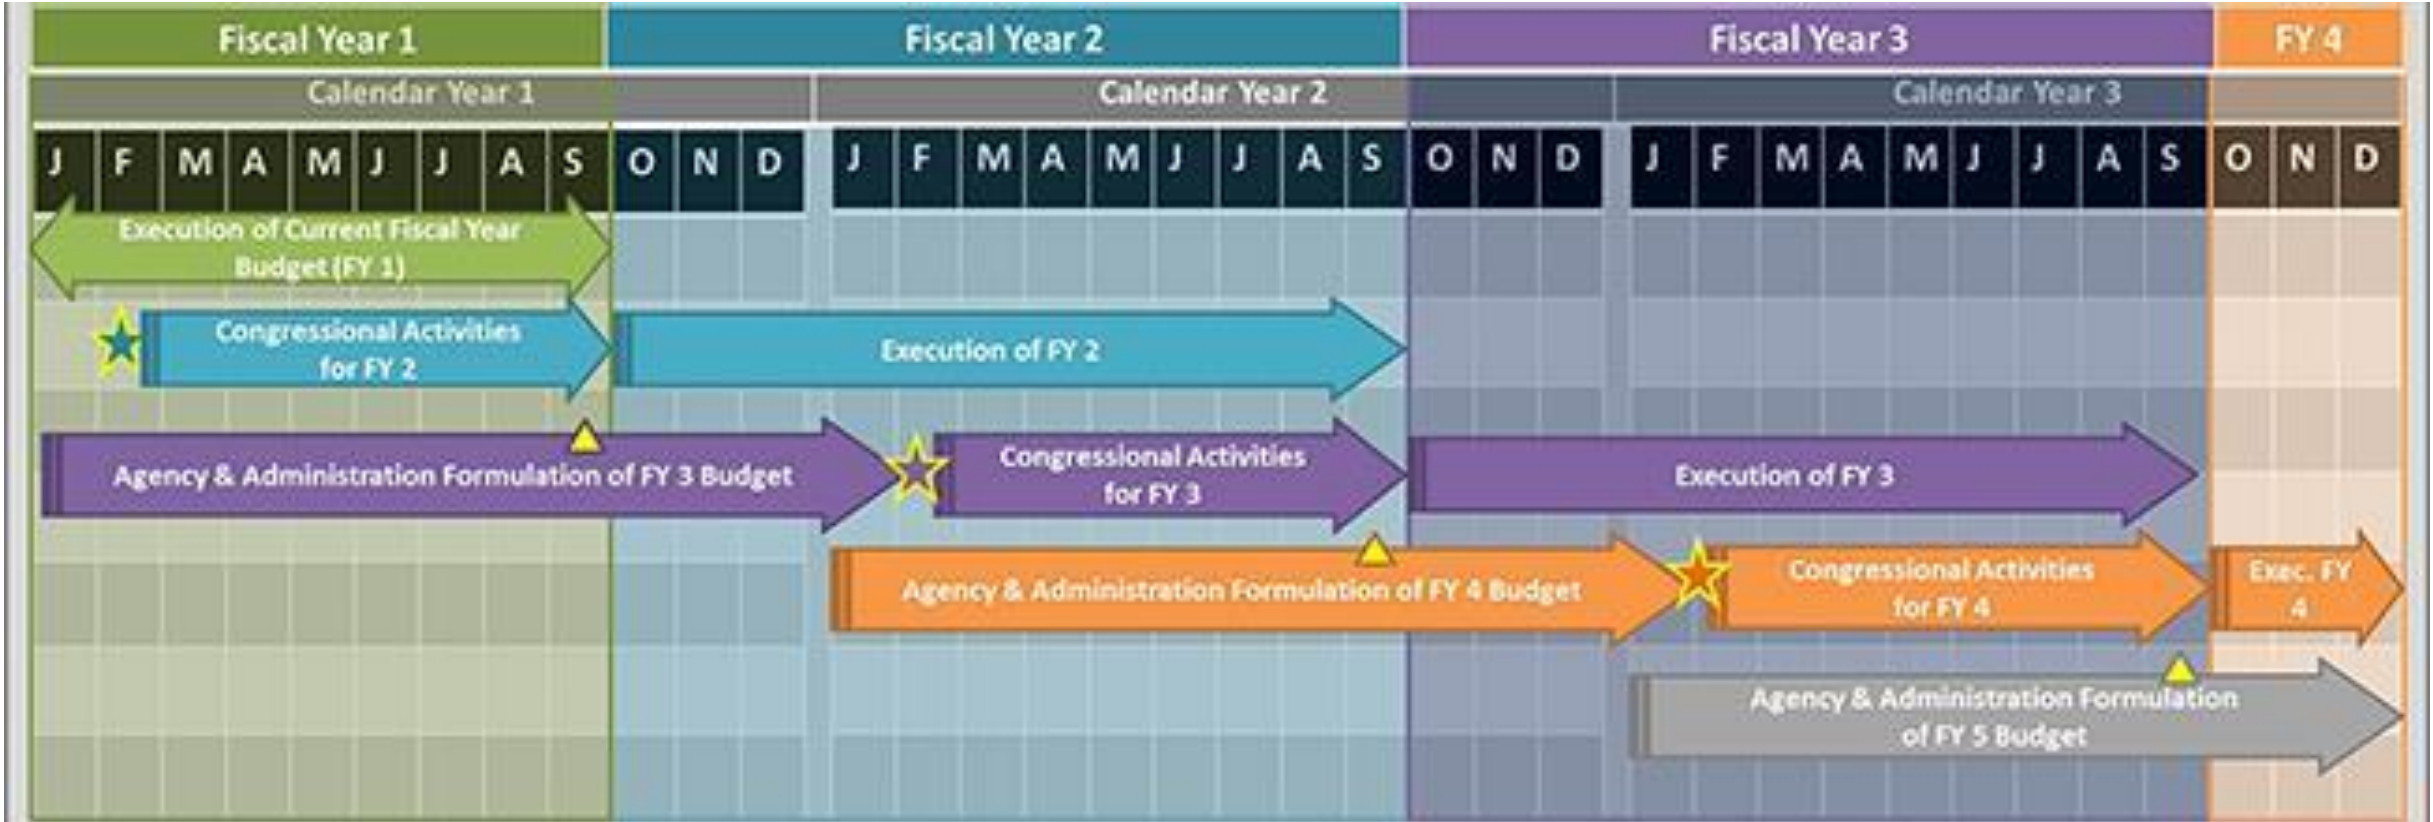 Fiscal Year 1 Fiscal Year 2 Fiscal Year 3 FY 4
Calendar Year 1 Calendar Year 2 Calendar Year 3
J F M A M J J A S O N D J F M A M J J A S O N D J F M A M J J A S O N D
Execution of Current Fiscal Year
Budget (FY 1)
Congressional Activities
for FY 2
Execution of FY 2
Agency & Administration Formulation of FY 3 Budget
Congressional Activities
for FY 3
Execution of FY 3
Agency & Administration Formulation of FY 4 Budget
Congressional Activities
for FY 4
Exec. FY
4
Agency & Administration Formulation
of FY 5 Budget